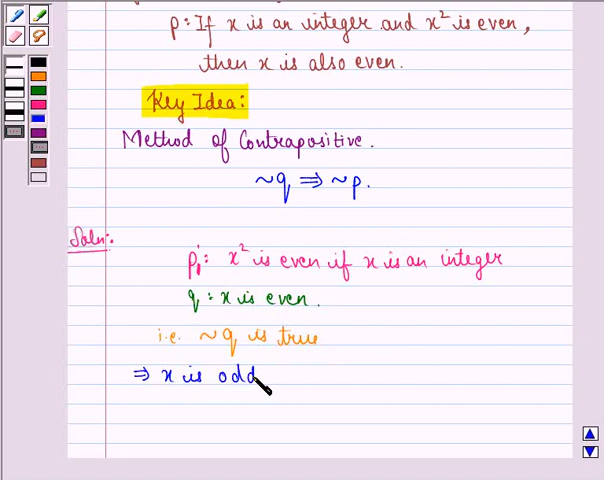 p: If x is an integer and x² is even,
then x is also even.
Key Idea:
Method of Contrapositive.
~q ⇒ ~p.
Soln:
p₁: x² is even if x is an integer
q : x is even.
i.e. ~q is true
⇒ x is odd